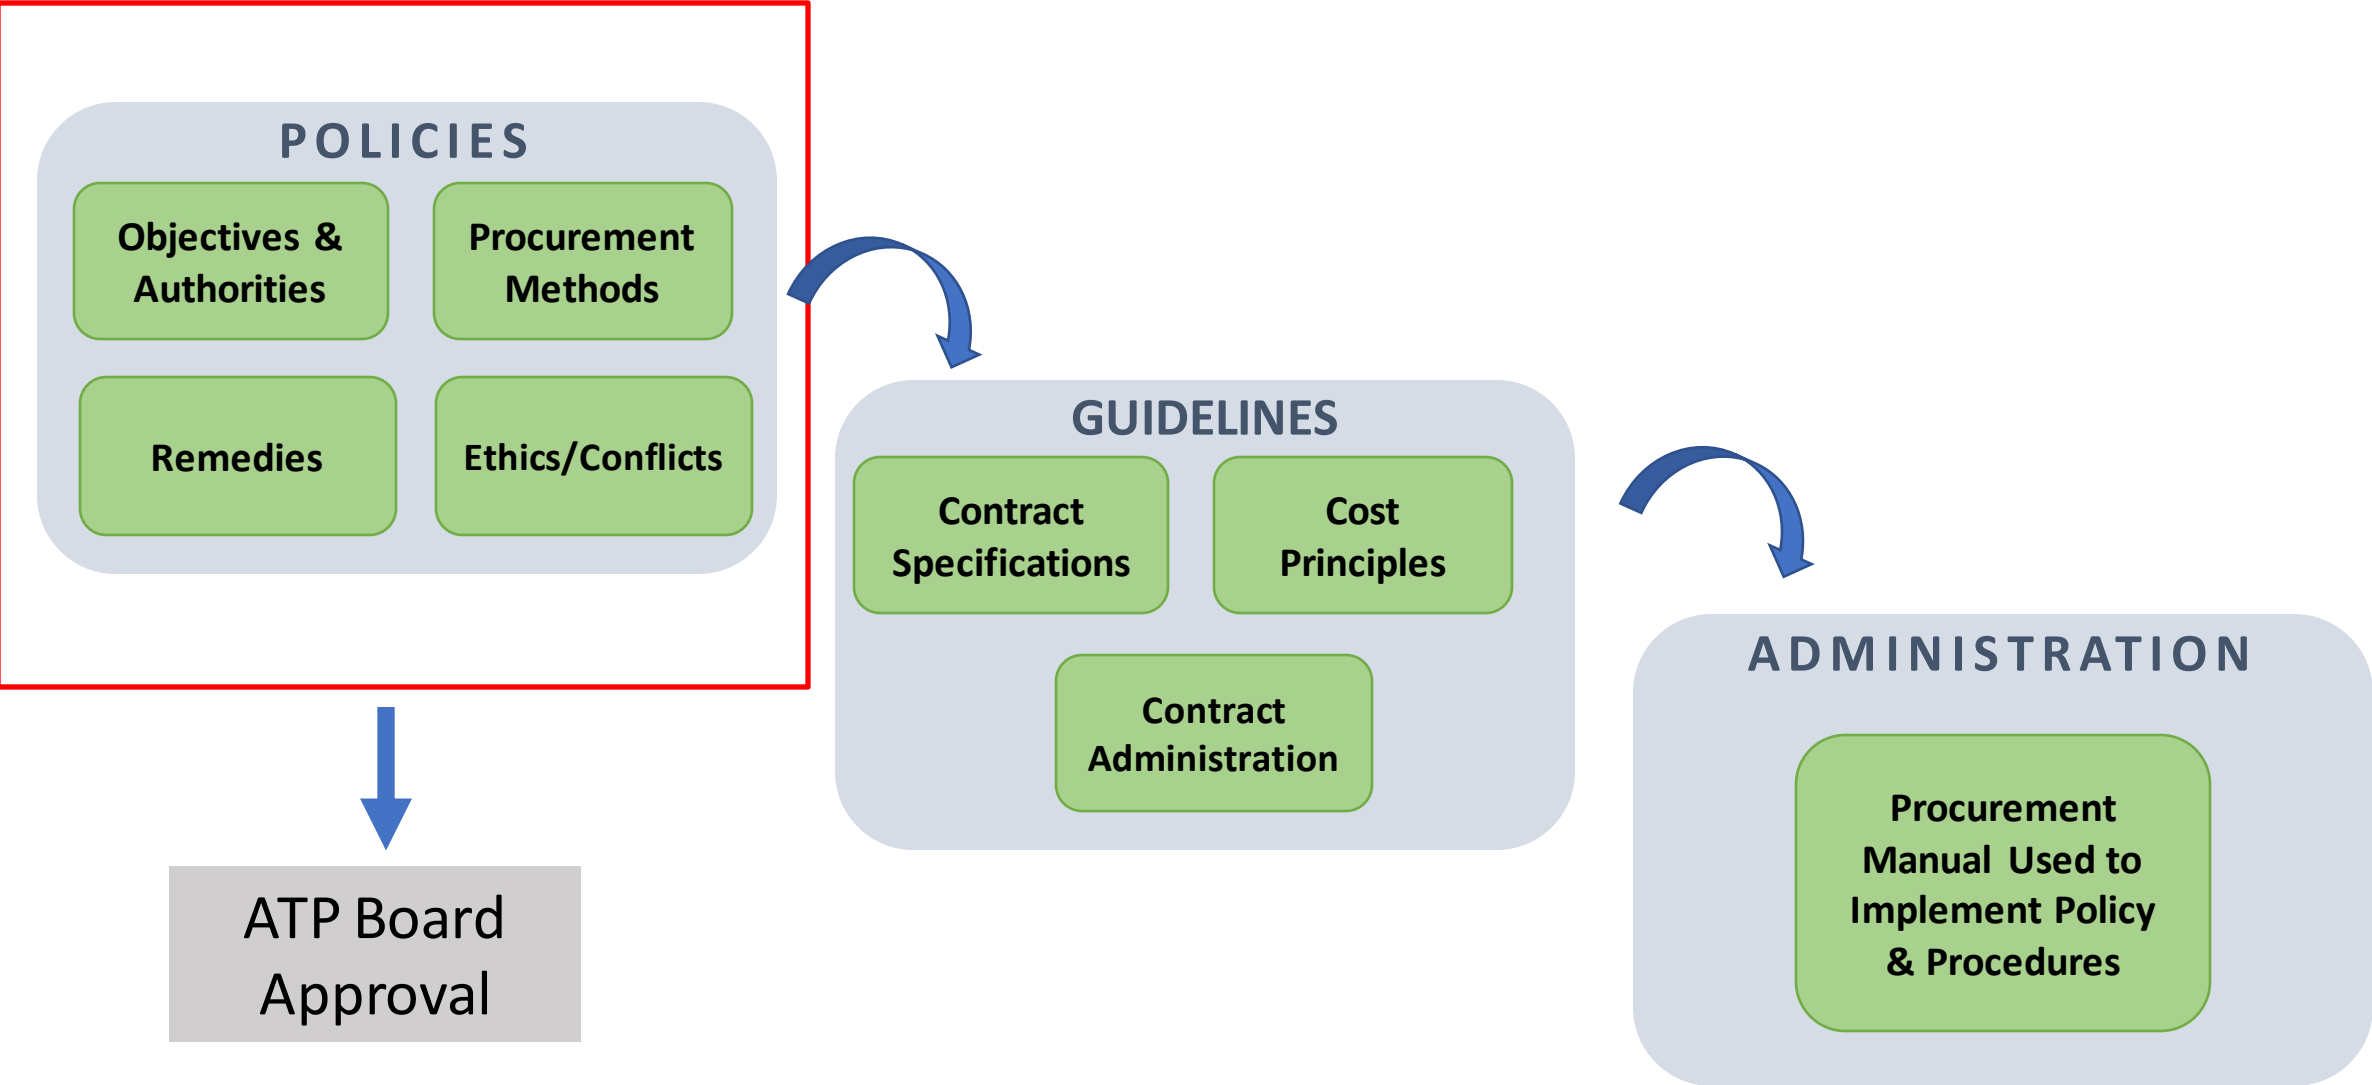 POLICIES
Objectives &
Authorities
Procurement
Methods
Remedies
Ethics/Conflicts
GUIDELINES
Contract
Specifications
Cost
Principles
Contract
Administration
ADMINISTRATION
Procurement
Manual Used to
Implement Policy
& Procedures
ATP Board
Approval